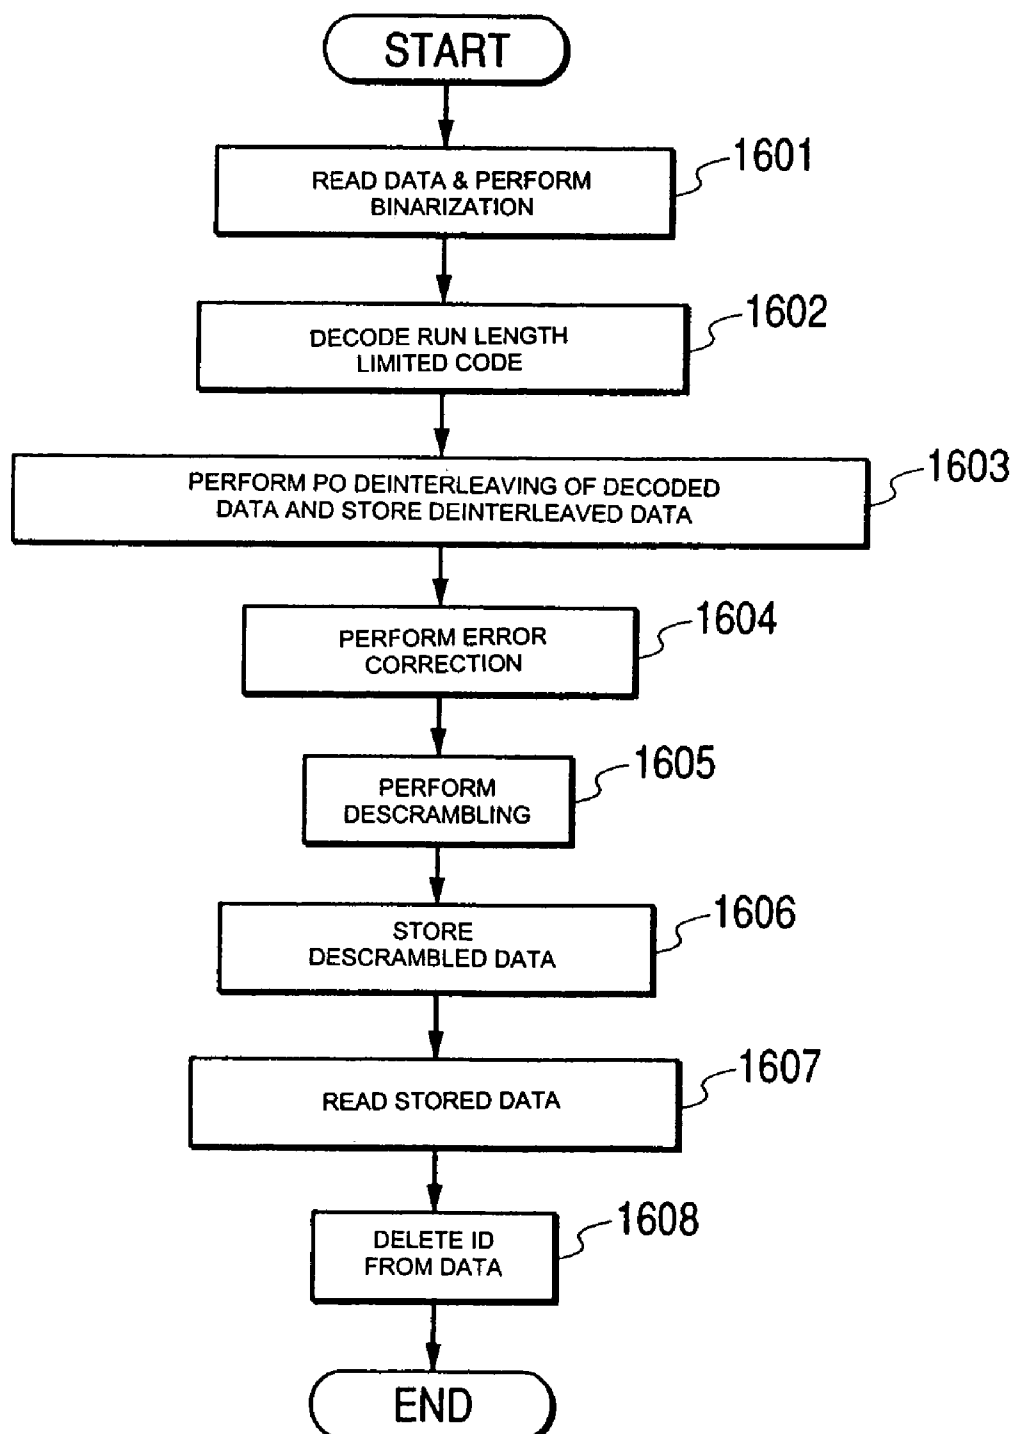 START
1601
READ DATA & PERFORM
BINARIZATION
1602
DECODE RUN LENGTH
LIMITED CODE
1603
PERFORM PO DEINTERLEAVING OF DECODED
DATA AND STORE DEINTERLEAVED DATA
1604
PERFORM ERROR
CORRECTION
1605
PERFORM
DESCRAMBLING
1606
STORE
DESCRAMBLED DATA
1607
READ STORED DATA
1608
DELETE ID
FROM DATA
END